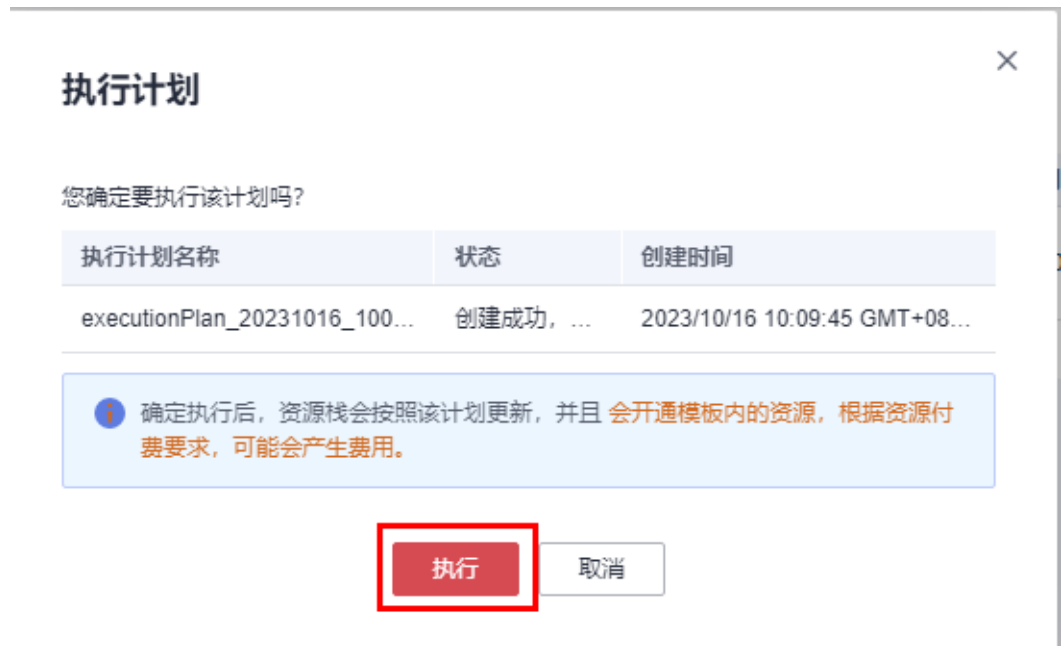 执行计划
您确定要执行该计划吗?
执行计划名称 状态 创建时间
executionPlan_20231016_100... 创建成功, ... 2023/10/16 10:09:45 GMT+08...
确定执行后，资源栈会按照该计划更新，并且 会开通模板内的资源，根据资源付
费要求，可能会产生费用。
执行 取消